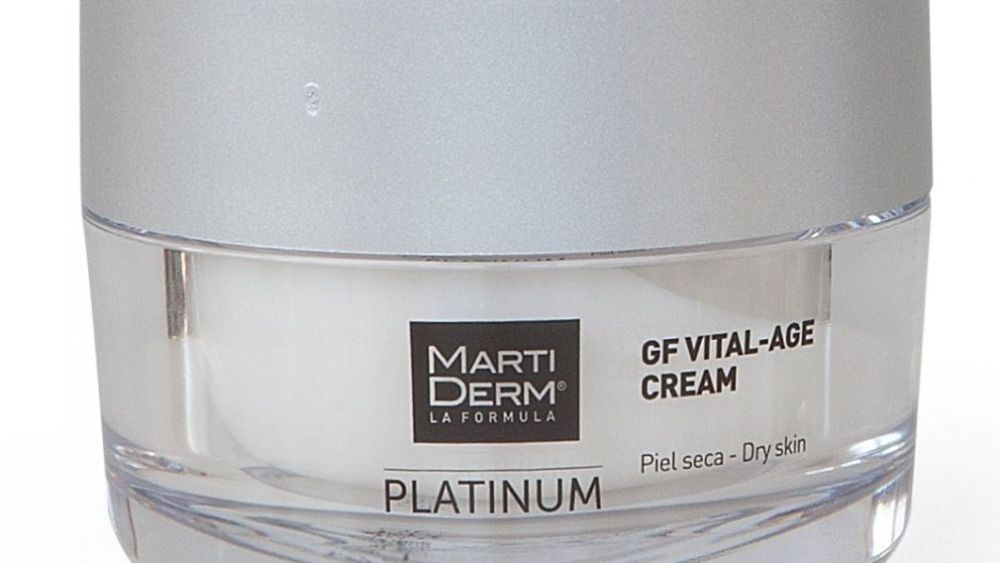 MARTI
DERM®
LA FORMULA
PLATINUM
GF VITAL-AGE
CREAM
Piel seca - Dry skin